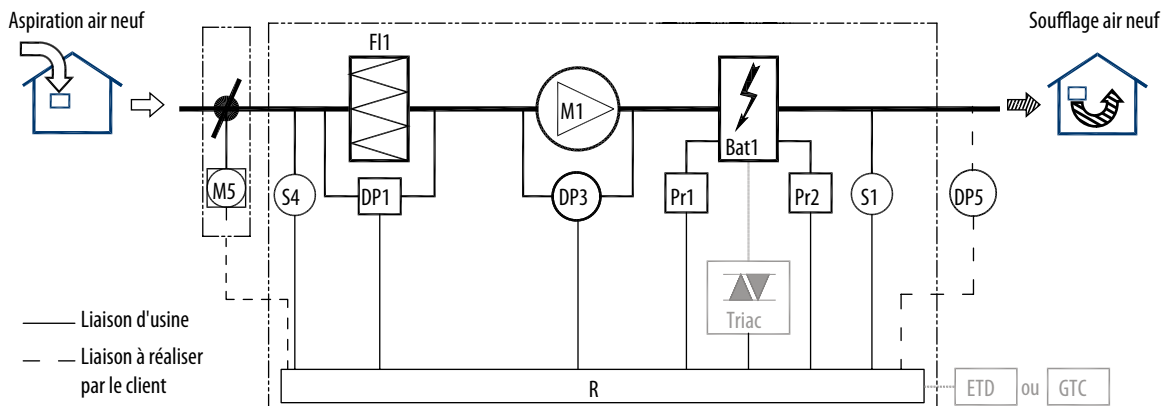 Aspiration air neuf
Soufflage air neuf
Fl1
M1
Bat1
M5
S4
DP1
DP3
Pr1
Pr2
S1
DP5
Triac
Liaison d'usine
Liaison à réaliser
par le client
R
ETD ou GTC